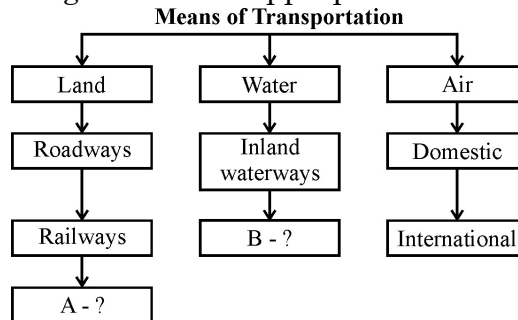 Means of Transportation
Land
Water
Air
Roadways
Inland
waterways
Domestic
Railways
B - ?
International
A - ?